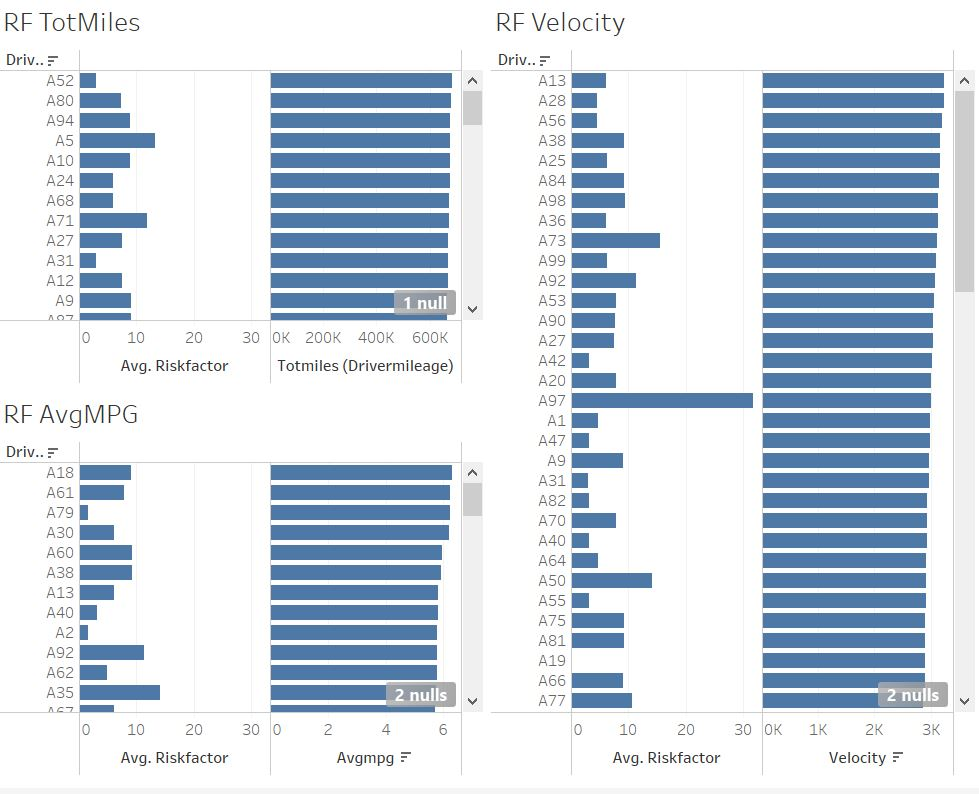 RF TotMiles
Driv..
A52
A80
A94
A5
A10
A24
A68
A71
A27
A31
A12
A9
A87
1 null
0 10 20 30 0K 200K 400K 600K
Avg. Riskfactor Totmiles (Drivermileage)
RF AvgMPG
Driv..
A18
A61
A79
A30
A60
A38
A13
A40
A2
A92
A62
A35
A67
2 nulls
0 10 20 30 0 2 4 6
Avg. Riskfactor Avgmpg
RF Velocity
Driv..
A13
A28
A56
A38
A25
A84
A98
A36
A73
A99
A92
A53
A90
A27
A42
A20
A97
A1
A47
A9
A31
A82
A70
A40
A64
A50
A55
A75
A81
A19
A66
A77
2 nulls
0 10 20 30 0K 1K 2K 3K
Avg. Riskfactor Velocity